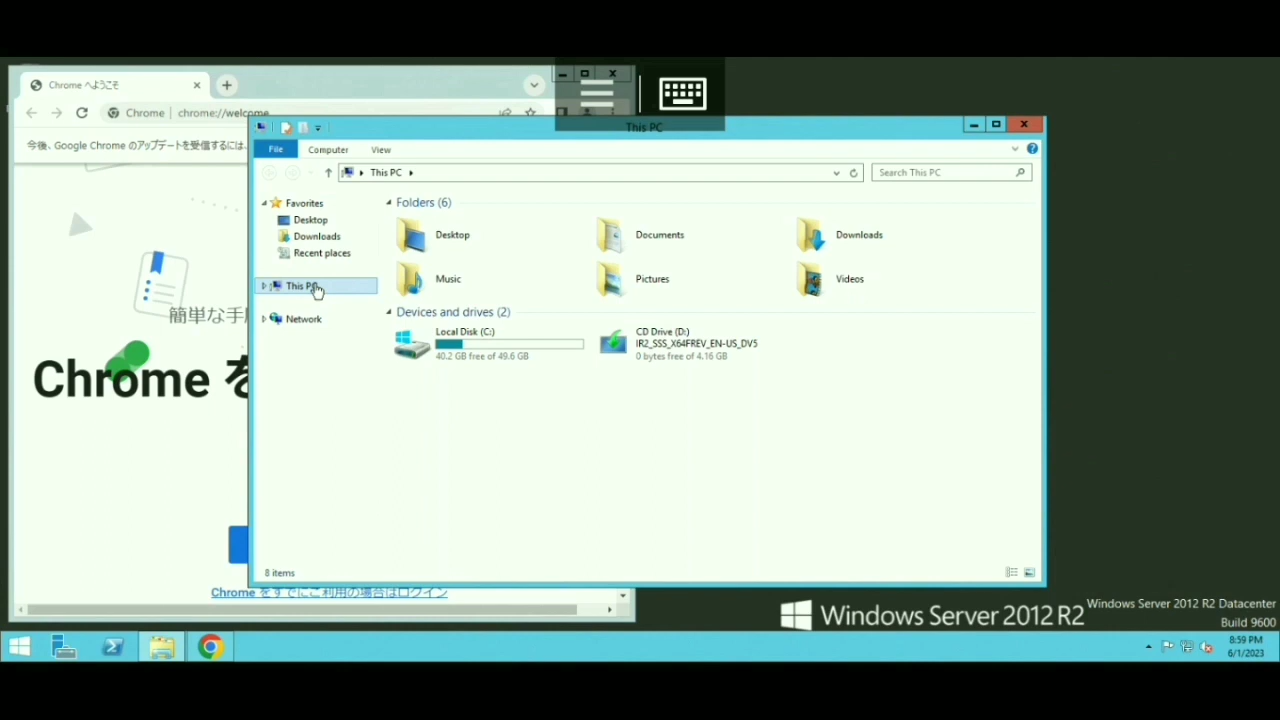 Chrome へようこそ
Chrome
chrome://welcome
今後、Google Chrome のアップデートを受信するには、
簡単な手
Chrome を
Chrome をすでにご利用の場合はログイン
This PC
File
Computer
View
This PC
Search This PC
Favorites
Desktop
Downloads
Recent places
This PC
Network
Folders (6)
Desktop
Documents
Downloads
Music
Pictures
Videos
Devices and drives (2)
Local Disk (C:)
40.2 GB free of 49.6 GB
CD Drive (D:)
IR2_SSS_X64FREV_EN-US_DV5
0 bytes free of 4.16 GB
8 items
Windows Server 2012 R2
Windows Server 2012 R2 Datacenter
Build 9600
8:59 PM
6/1/2023